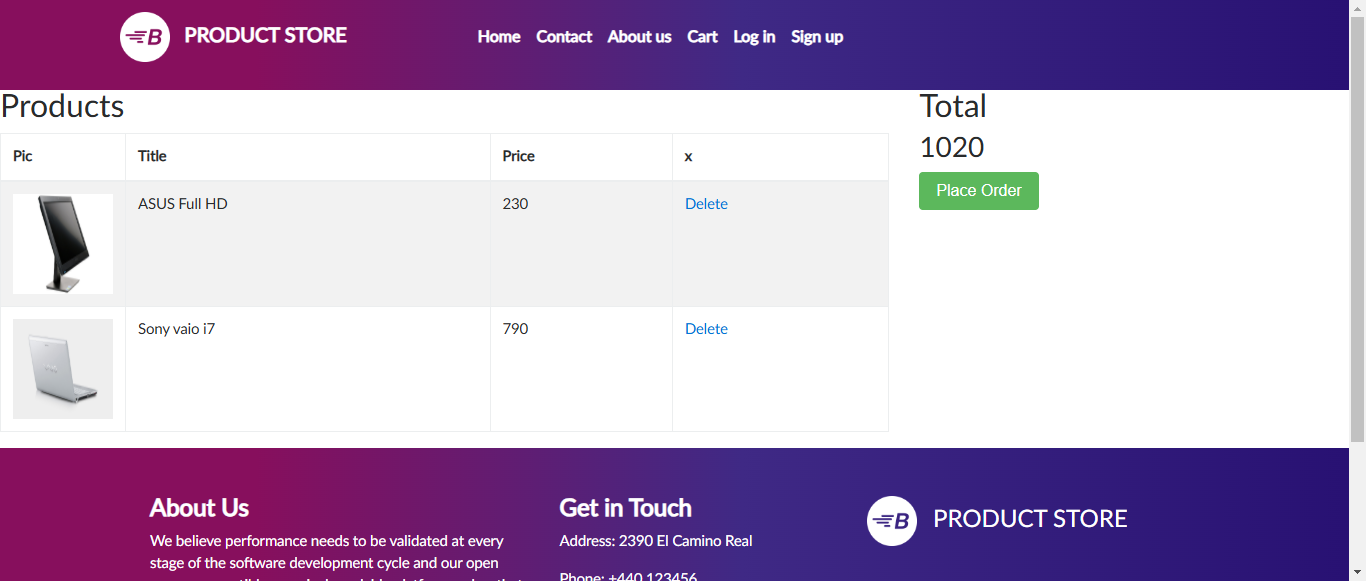 B PRODUCT STORE Home Contact About us Cart Log in Sign up
Products
Pic Title Price x
ASUS Full HD 230 Delete
Sony vaio i7 790 Delete
Total
1020
Place Order
About Us
We believe performance needs to be validated at every
stage of the software development cycle and our open
Get in Touch
Address: 2390 El Camino Real
Phone: +440 123456
B PRODUCT STORE